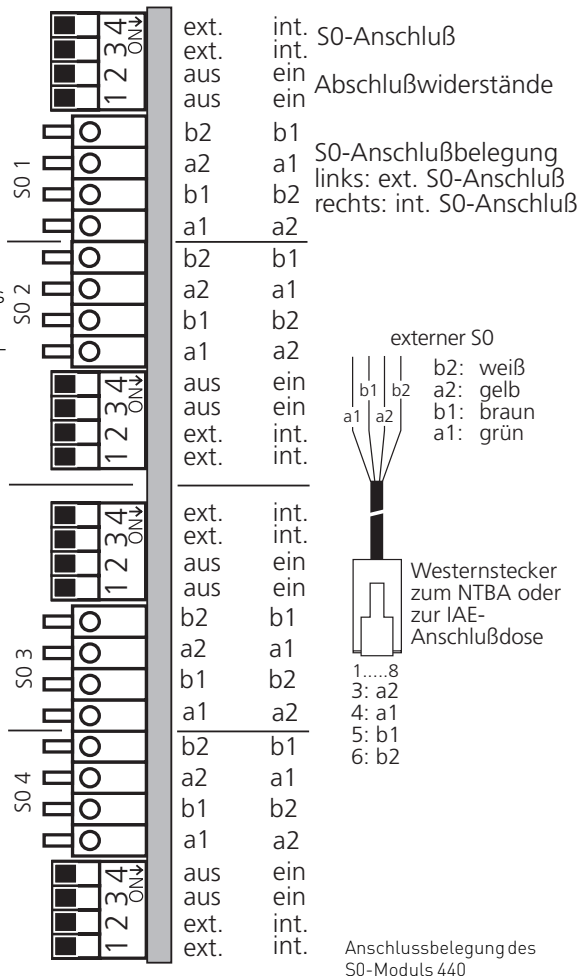 4 ON ext. int. S0-Anschluß
3 ext. int.
2 aus ein Abschlußwiderstände
1 aus ein
S0 1
b2 b1
a2 a1
b1 b2
a1 a2
S0-Anschlußbelegung
links: ext. S0-Anschluß
rechts: int. S0-Anschluß
S0 2
b2 b1
a2 a1
b1 b2
a1 a2
4 ON aus ein
3 aus ein
2 ext. int.
1 ext. int.
4 ON ext. int.
3 ext. int.
2 aus ein
1 aus ein
S0 3
b2 b1
a2 a1
b1 b2
a1 a2
S0 4
b2 b1
a2 a1
b1 b2
a1 a2
4 ON aus ein
3 aus ein
2 ext. int.
1 ext. int.
externer S0
b2: weiß
a2: gelb
b1: braun
a1: grün
b1 b2
a1 a2
Westernstecker
zum NTBA oder
zur IAE-
Anschlußdose
1.....8
3: a2
4: a1
5: b1
6: b2
Anschlussbelegung des
S0-Moduls 440